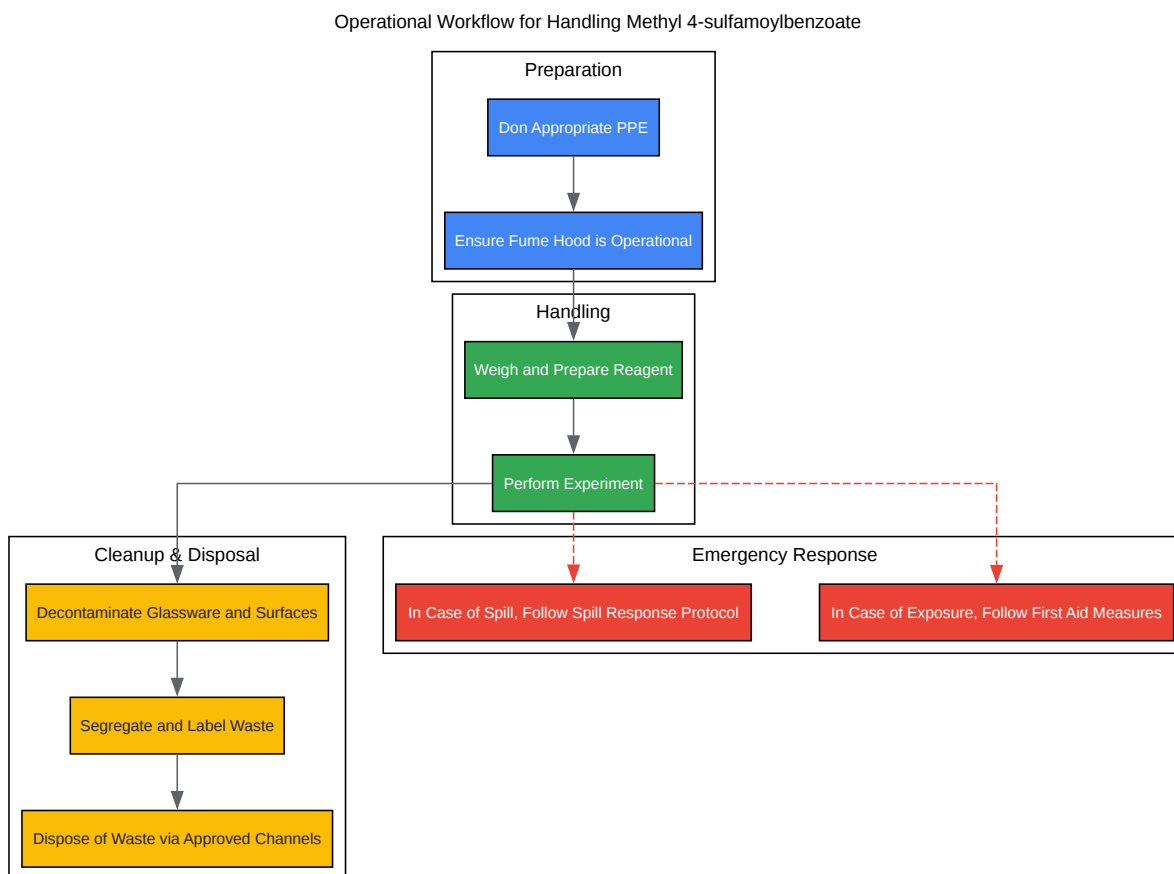 Operational Workflow for Handling Methyl 4-sulfamoylbenzoate
Preparation
Don Appropriate PPE
Ensure Fume Hood is Operational
Handling
Weigh and Prepare Reagent
Perform Experiment
Cleanup & Disposal
Decontaminate Glassware and Surfaces
Segregate and Label Waste
Dispose of Waste via Approved Channels
Emergency Response
In Case of Spill, Follow Spill Response Protocol
In Case of Exposure, Follow First Aid Measures